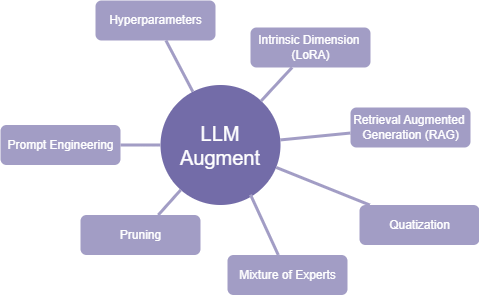 Hyperparameters
Intrinsic Dimension
(LoRA)
LLM
Augment
Retrieval Augmented
Generation (RAG)
Prompt Engineering
Quatization
Pruning
Mixture of Experts